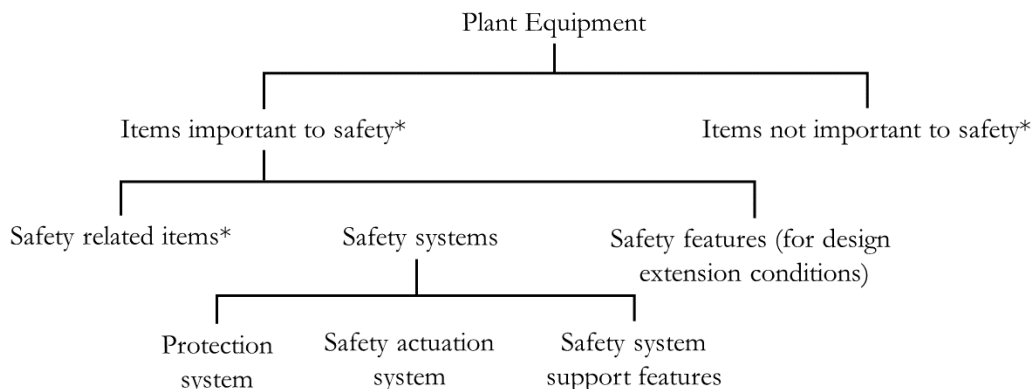 Plant Equipment
Items important to safety*
Items not important to safety*
Safety related items*
Safety systems
Safety features (for design
extension conditions)
Protection
system
Safety actuation
system
Safety system
support features